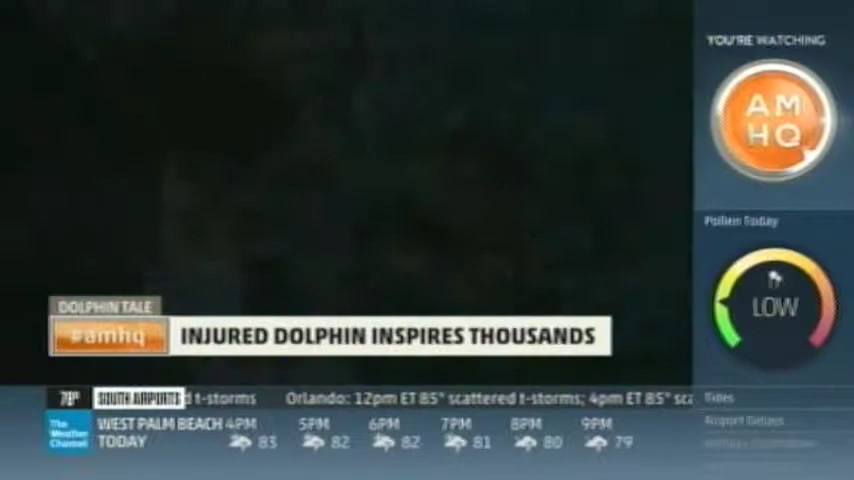 YOU'RE WATCHING
AM
HQ
Pollen Today
LOW
DOLPHIN TALE
#amhq
INJURED DOLPHIN INSPIRES THOUSANDS
78° SOUTH AIRPORTS d t-storms Orlando: 12pm ET 85° scattered t-storms; 4pm ET 85° sca
Tides
The Weather Channel
WEST PALM BEACH 4PM 5PM 6PM 7PM 8PM 9PM
TODAY 83 82 82 81 80 79
Airport Delays